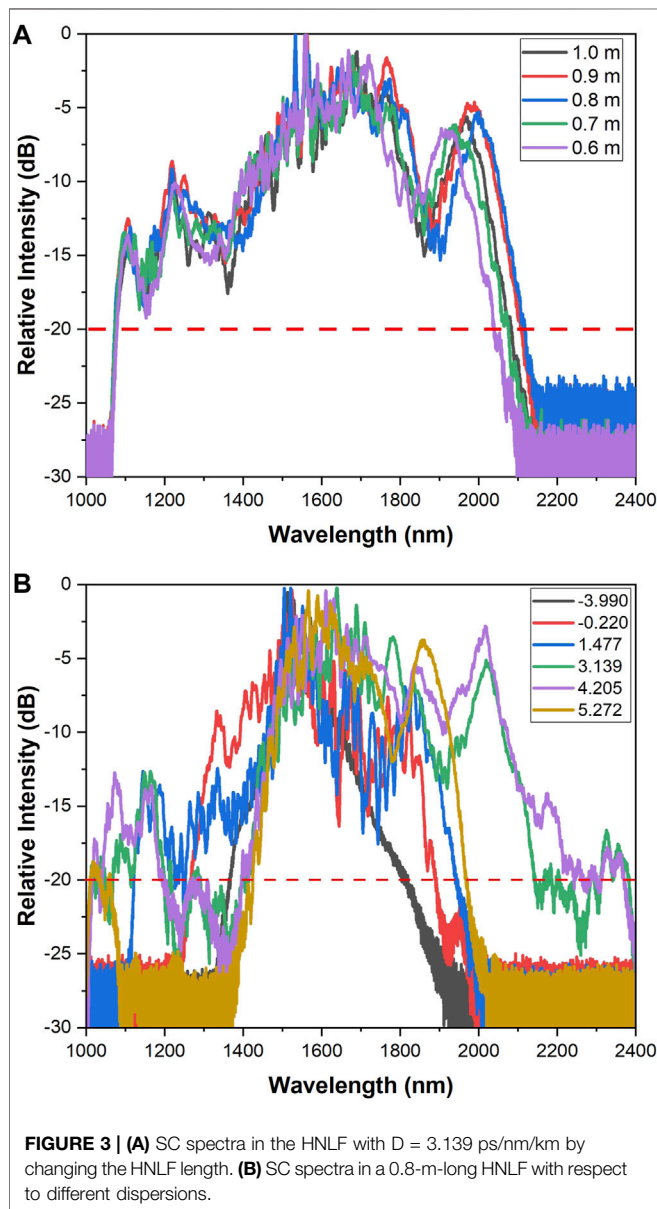 A
Relative Intensity (dB)
0
-5
-10
-15
-20
-25
-30
1.0 m
0.9 m
0.8 m
0.7 m
0.6 m
1000 1200 1400 1600 1800 2000 2200 2400
Wavelength (nm)
B
Relative Intensity (dB)
0
-5
-10
-15
-20
-25
-30
-3.990
-0.220
1.477
3.139
4.205
5.272
1000 1200 1400 1600 1800 2000 2200 2400
Wavelength (nm)
FIGURE 3 | (A) SC spectra in the HNLF with D = 3.139 ps/nm/km by
changing the HNLF length. (B) SC spectra in a 0.8-m-long HNLF with respect
to different dispersions.